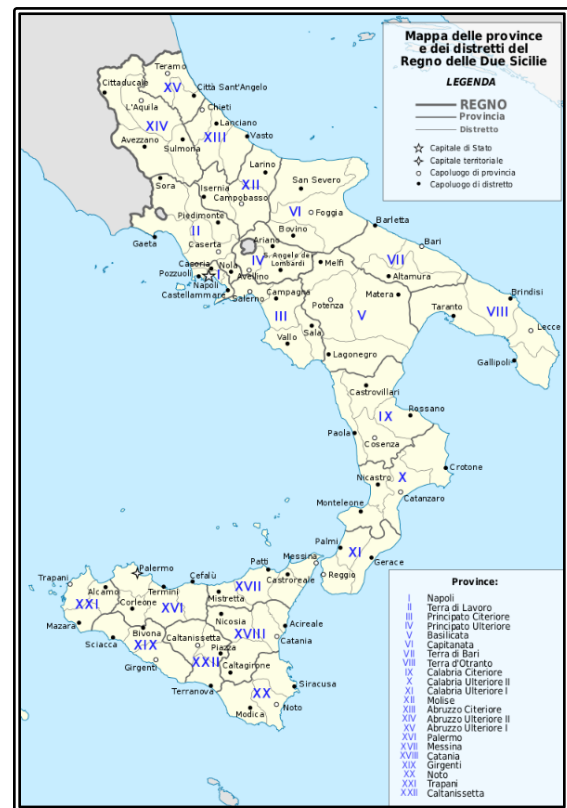 Mappa delle province
e dei distretti del
Regno delle Due Sicilie
LEGENDA
REGNO
Provincia
Distretto
Capitale di Stato
Capitale territoriale
Capoluogo di provincia
Capoluogo di distretto
Teramo
XV
Cittaducale
Città Sant'Angelo
L'Aquila
Chieti
XIV
Lanciano
XIII
Vasto
Avezzano
Sulmona
Larino
XII
Sora
Isernia
Campobasso
San Severo
VI
Foggia
Piedimonte
II
Bovino
Barletta
Gaeta
Caserta
Ariano
Bari
Caseria
Nola
IV
S. Angelo dei
Lombardi
Melfi
VII
Pozzuoli
I
Avellino
Altamura
Napoli
Castellammare
Salerno
Campagna
Matera
Brindisi
III
Potenza
V
Taranto
VIII
Lecce
Vallo
Sala
Lagonegro
Gallipoli
Castrovillari
IX
Rossano
Paola
Cosenza
Crotone
Nicastro
X
Catanzaro
Monteleone
Palmi
XI
Messina
Gerace
Reggio
Patti
Palermo
Trapani
Cefalù
XVII
Castroreale
Alcamo
Termini
XXI
Corleone
XVI
Mistretta
Mazara
Bivona
Nicosia
XVIII
Acireale
Sciacca
XIX
Caltanissetta
Piazza
Catania
Girgenti
XXII
Caltagirone
Terranova
XX
Siracusa
Modica
Noto
Province:
I Napoli
II Terra di Lavoro
III Principato Citeriore
IV Principato Ulteriore
V Basilicata
VI Capitanata
VII Terra di Bari
VIII Terra d'Otranto
IX Calabria Citeriore
X Calabria Ulteriore II
XI Calabria Ulteriore I
XII Molise
XIII Abruzzo Citeriore
XIV Abruzzo Ulteriore II
XV Abruzzo Ulteriore I
XVI Palermo
XVII Messina
XVIII Catania
XIX Girgenti
XX Noto
XXI Trapani
XXII Caltanissetta